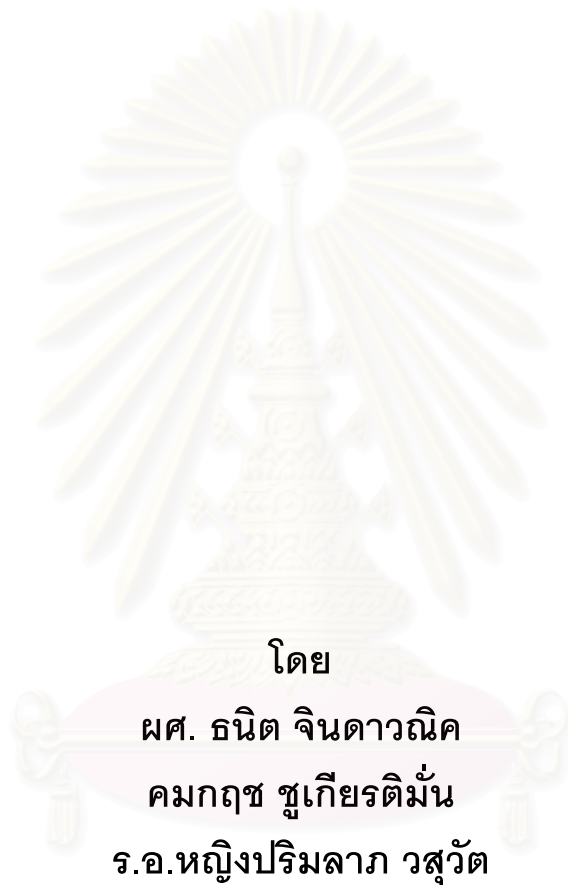 โดย
ผศ. ธนิต จินดาวณิค
คมกฤช ชูเกียรติมั่น
ร.อ.หญิงปริมลาภ วสุวัต